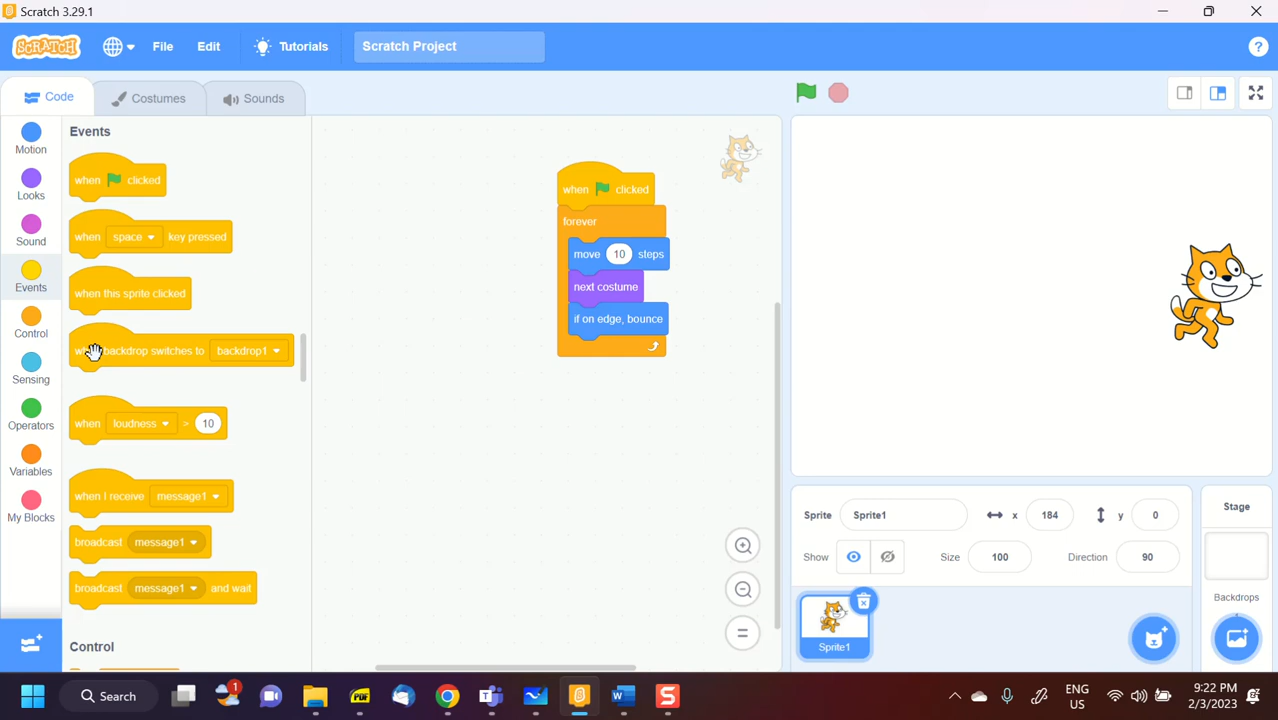 Scratch 3.29.1
SCRATCH
File
Edit
Tutorials
Scratch Project
?
Code
Costumes
Sounds
Motion
Looks
Sound
Events
Control
Sensing
Operators
Variables
My Blocks
Events
when clicked
when space key pressed
when this sprite clicked
when backdrop switches to backdrop1
when loudness > 10
when I receive message1
broadcast message1
broadcast message1 and wait
Control
when clicked
forever
move 10 steps
next costume
if on edge, bounce
Sprite
Sprite1
x
184
y
0
Show
Size
100
Direction
90
Sprite1
Stage
Backdrops
1
Search
PDF
W
S
ENG
US
9:22 PM
2/3/2023